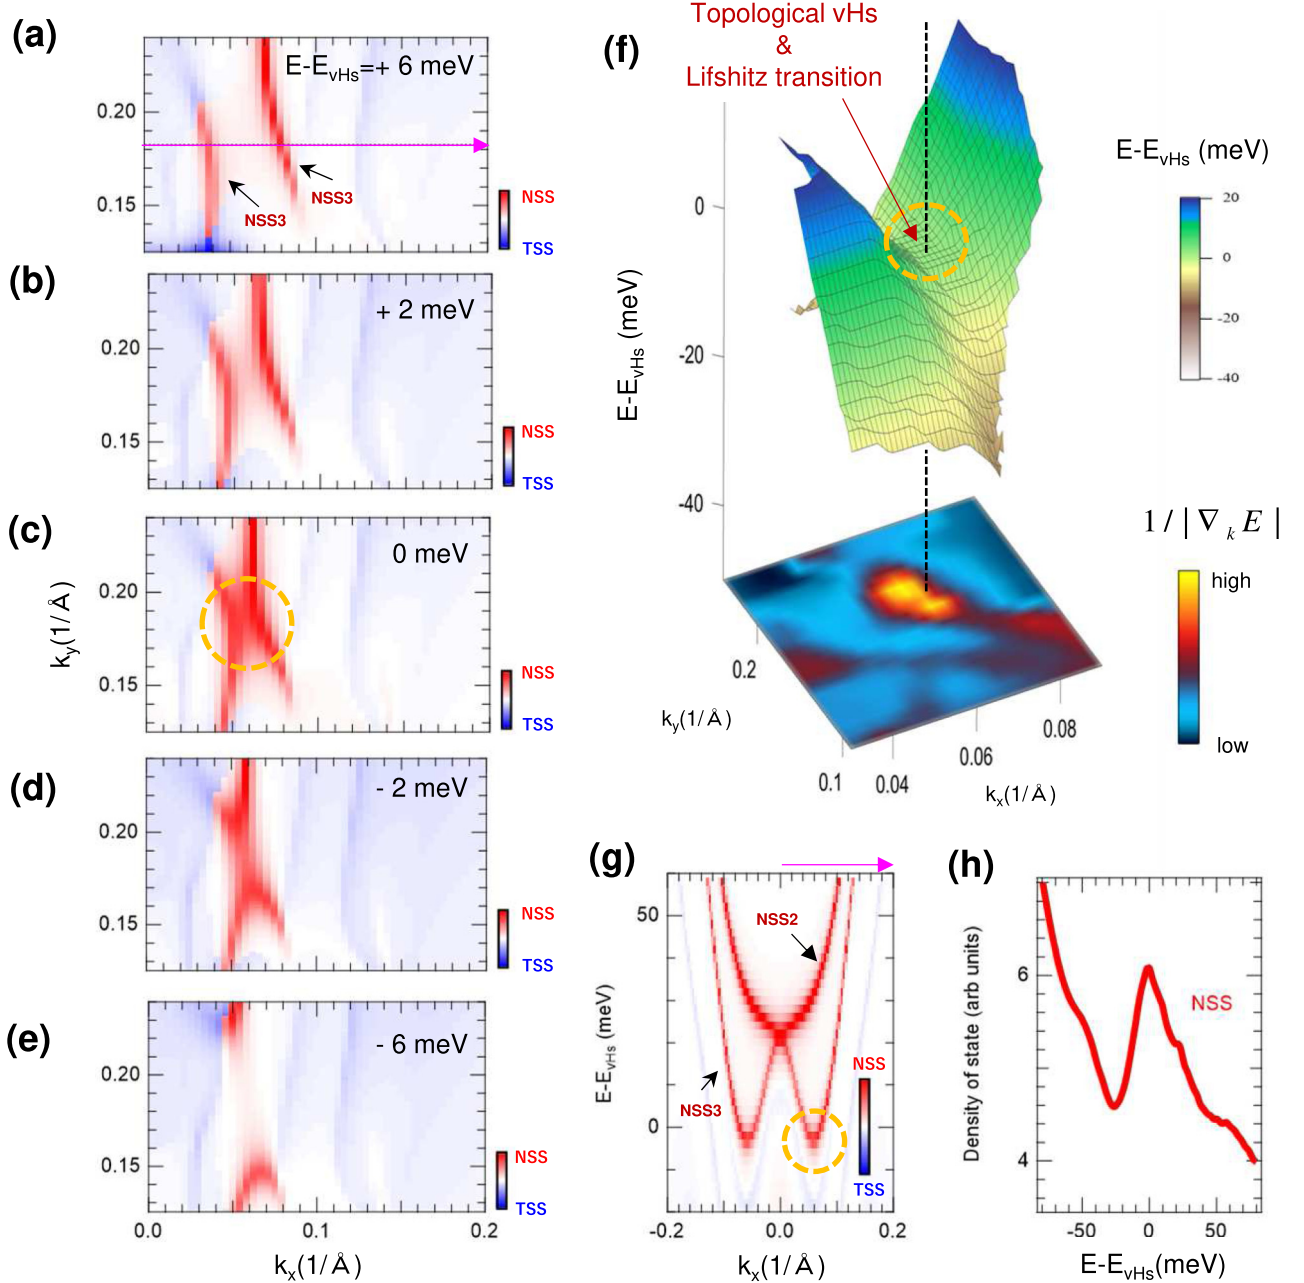 (a)
E-EvHs=+ 6 meV
0.20
0.15
NSS3
NSS3
NSS
TSS
(b)
+ 2 meV
0.20
0.15
NSS
TSS
(c)
0 meV
0.20
0.15
ky(1/Å)
NSS
TSS
(d)
- 2 meV
0.20
0.15
NSS
TSS
(e)
- 6 meV
0.20
0.15
NSS
TSS
0.0
0.1
0.2
kx(1/Å)
(f)
Topological vHs
&
Lifshitz transition
0
-20
-40
E-EvHs (meV)
E-EvHs (meV)
20
0
-20
-40
1 / | ∇k E |
high
low
0.2
0.1
ky(1/Å)
0.04
0.06
0.08
kx(1/Å)
(g)
50
0
E-EvHs (meV)
NSS2
NSS3
NSS
TSS
-0.2
0.0
0.2
kx(1/Å)
(h)
6
4
Density of state (arb units)
NSS
-50
0
50
E-EvHs(meV)